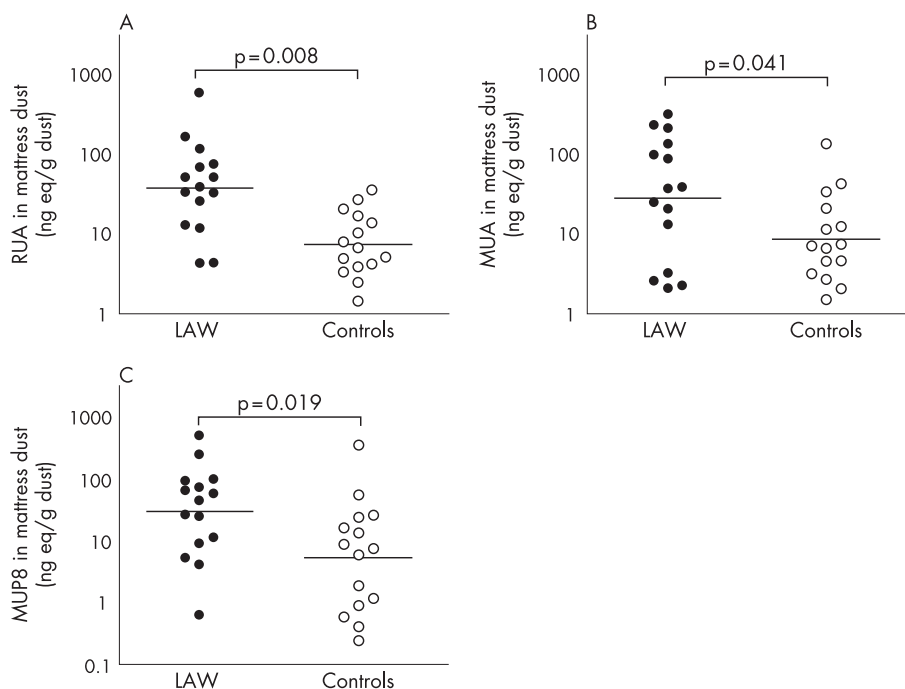 A
RUA in mattress dust
(ng eq/g dust)
1000
100
10
1
p=0.008
LAW
Controls
B
MUA in mattress dust
(ng eq/g dust)
1000
100
10
1
p=0.041
LAW
Controls
C
MUP8 in mattress dust
(ng eq/g dust)
1000
100
10
1
0.1
p=0.019
LAW
Controls